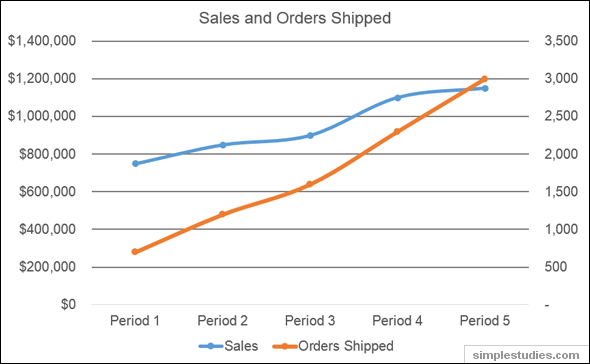 Sales and Orders Shipped
$1,400,000 3,500
$1,200,000 3,000
$1,000,000 2,500
$800,000 2,000
$600,000 1,500
$400,000 1,000
$200,000 500
$0 -
Period 1 Period 2 Period 3 Period 4 Period 5
Sales Orders Shipped
simplestudies.com